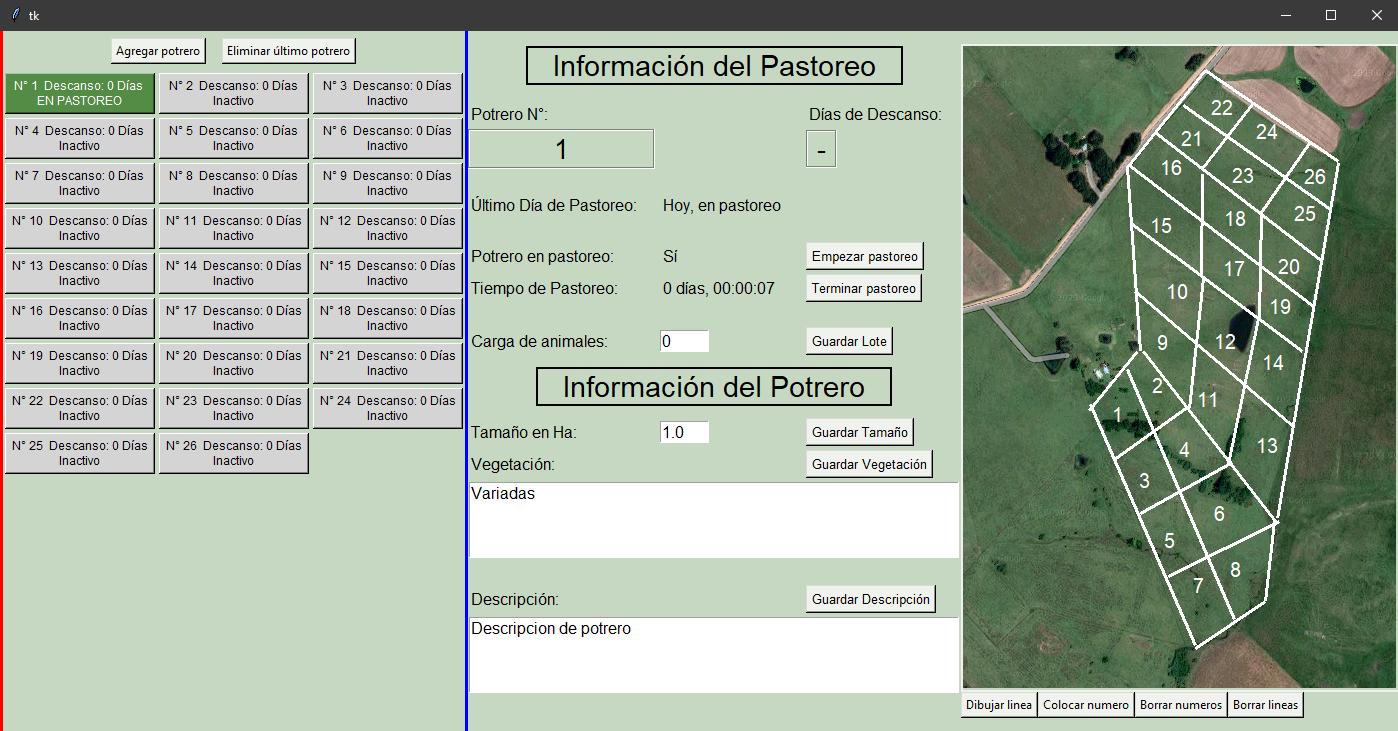 tk
Agregar potrero
Eliminar último potrero
N° 1 Descanso: 0 Días
EN PASTOREO
N° 2 Descanso: 0 Días
Inactivo
N° 3 Descanso: 0 Días
Inactivo
N° 4 Descanso: 0 Días
Inactivo
N° 5 Descanso: 0 Días
Inactivo
N° 6 Descanso: 0 Días
Inactivo
N° 7 Descanso: 0 Días
Inactivo
N° 8 Descanso: 0 Días
Inactivo
N° 9 Descanso: 0 Días
Inactivo
N° 10 Descanso: 0 Días
Inactivo
N° 11 Descanso: 0 Días
Inactivo
N° 12 Descanso: 0 Días
Inactivo
N° 13 Descanso: 0 Días
Inactivo
N° 14 Descanso: 0 Días
Inactivo
N° 15 Descanso: 0 Días
Inactivo
N° 16 Descanso: 0 Días
Inactivo
N° 17 Descanso: 0 Días
Inactivo
N° 18 Descanso: 0 Días
Inactivo
N° 19 Descanso: 0 Días
Inactivo
N° 20 Descanso: 0 Días
Inactivo
N° 21 Descanso: 0 Días
Inactivo
N° 22 Descanso: 0 Días
Inactivo
N° 23 Descanso: 0 Días
Inactivo
N° 24 Descanso: 0 Días
Inactivo
N° 25 Descanso: 0 Días
Inactivo
N° 26 Descanso: 0 Días
Inactivo
Información del Pastoreo
Potrero N°:
Días de Descanso:
1
-
Último Día de Pastoreo: Hoy, en pastoreo
Potrero en pastoreo: Sí
Empezar pastoreo
Tiempo de Pastoreo: 0 días, 00:00:07
Terminar pastoreo
Carga de animales: 0
Guardar Lote
Información del Potrero
Tamaño en Ha: 1.0
Guardar Tamaño
Vegetación:
Guardar Vegetación
Variadas
Descripción:
Guardar Descripción
Descripcion de potrero
22
24
21
16
23
26
25
18
15
17
20
10
19
9
12
14
2
11
1
4
13
3
6
5
8
7
Dibujar linea
Colocar numero
Borrar numeros
Borrar lineas